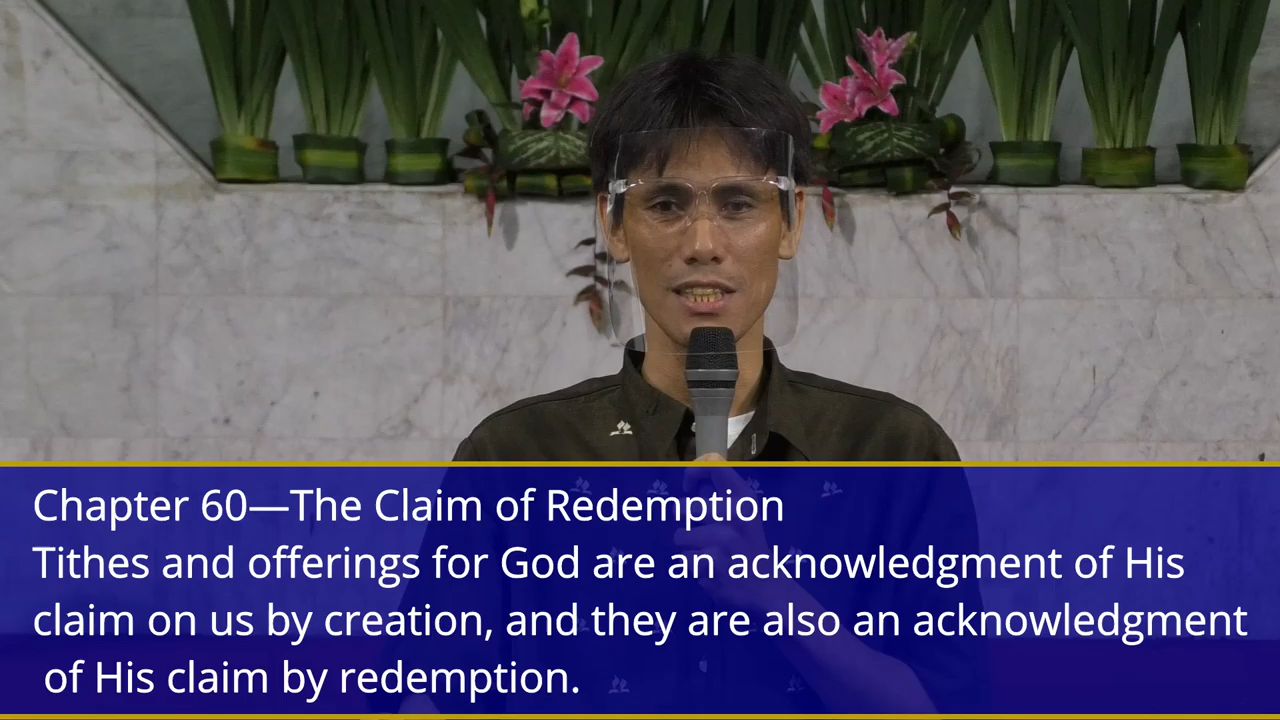 Chapter 60—The Claim of Redemption
Tithes and offerings for God are an acknowledgment of His
claim on us by creation, and they are also an acknowledgment
of His claim by redemption.